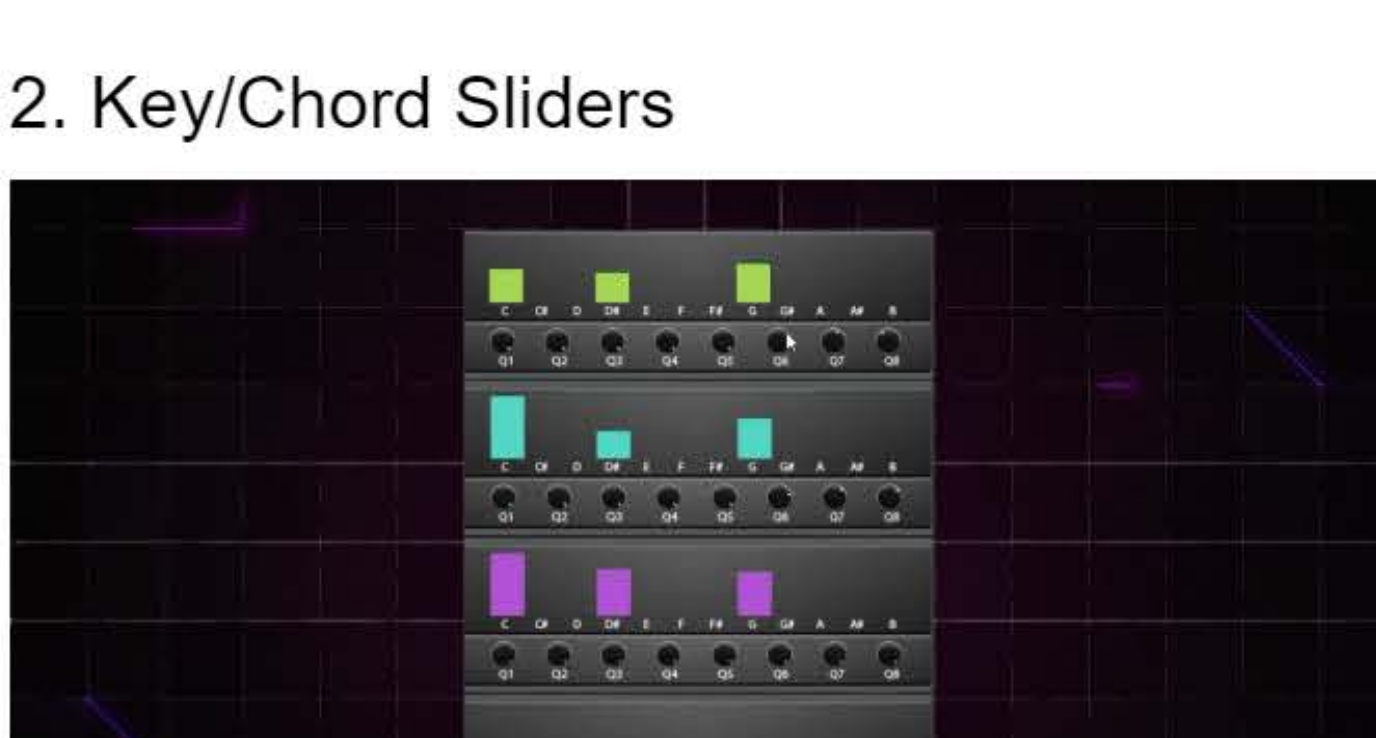 2. Key/Chord Sliders
C C# D D# E F F# G G# A A# B
Q1 Q2 Q3 Q4 Q5 Q6 Q7 Q8
C C# D D# E F F# G G# A A# B
Q1 Q2 Q3 Q4 Q5 Q6 Q7 Q8
C C# D D# E F F# G G# A A# B
Q1 Q2 Q3 Q4 Q5 Q6 Q7 Q8